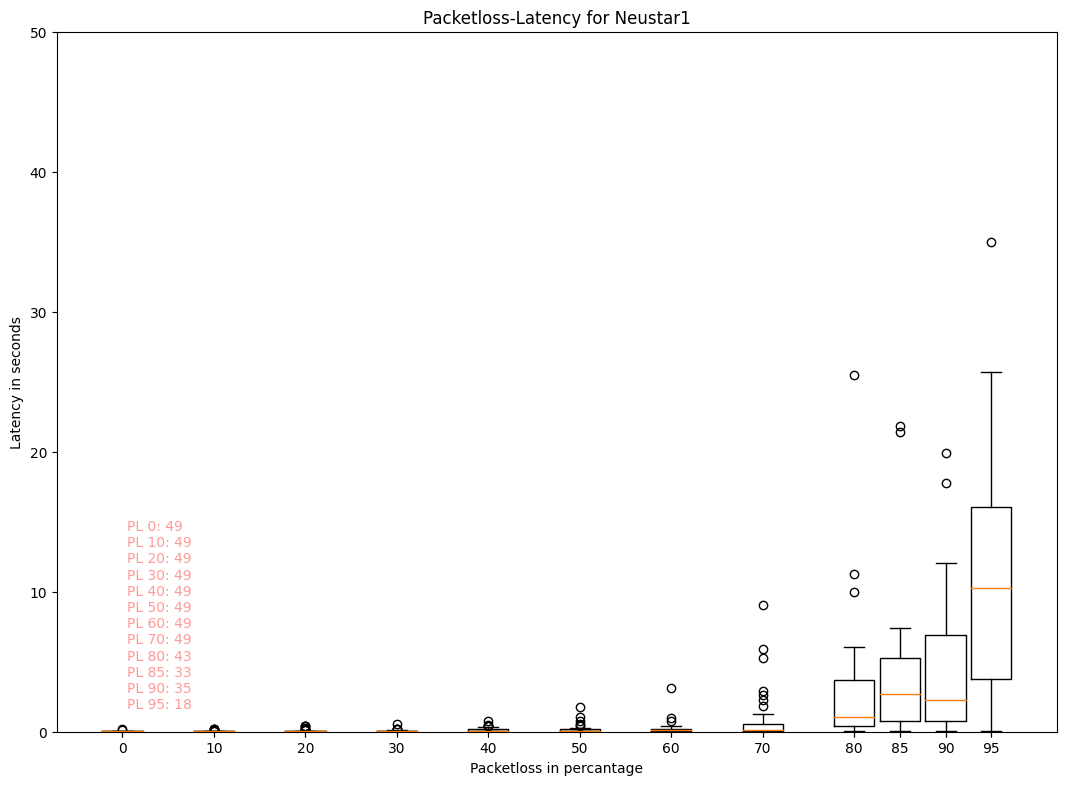 Packetloss-Latency for Neustar1
Latency in seconds
50
40
30
20
10
0
PL 0: 49
PL 10: 49
PL 20: 49
PL 30: 49
PL 40: 49
PL 50: 49
PL 60: 49
PL 70: 49
PL 80: 43
PL 85: 33
PL 90: 35
PL 95: 18
0 10 20 30 40 50 60 70 80 85 90 95
Packetloss in percantage